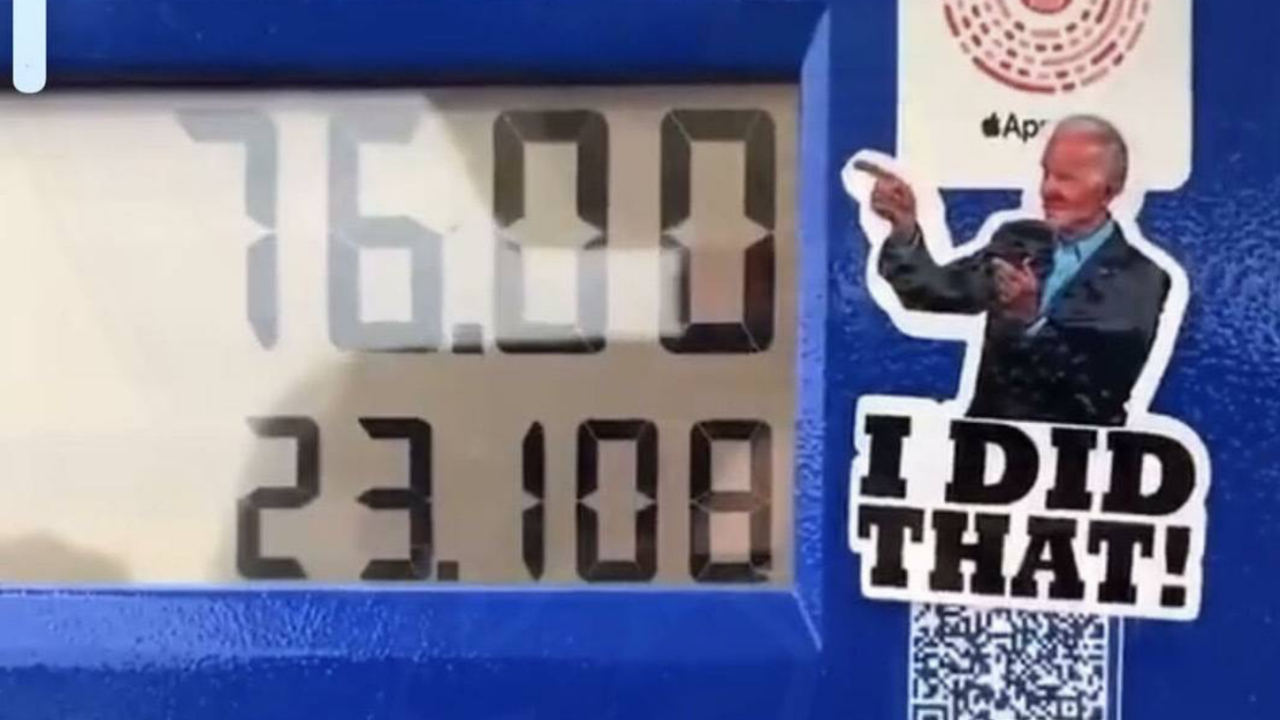 76.00
23.108
I DID
THAT!